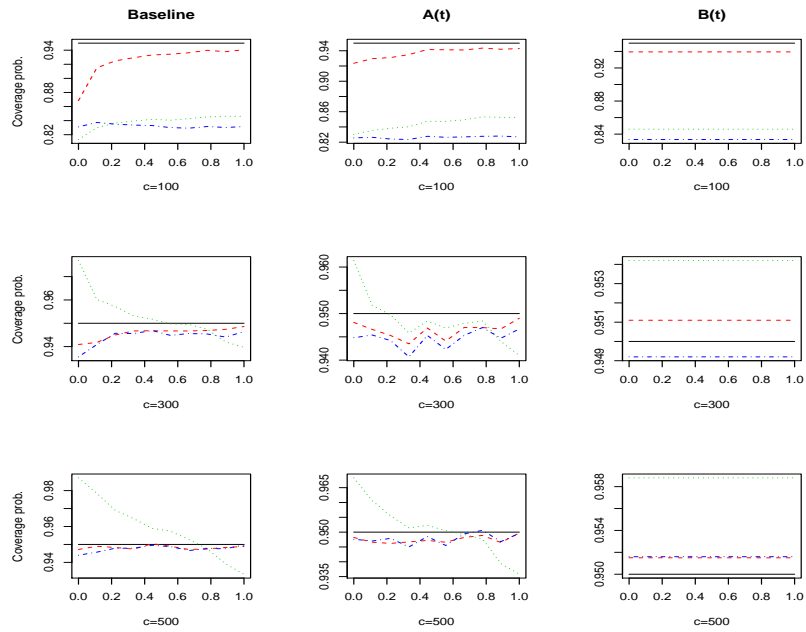 Baseline A(t) B(t)
Coverage prob.
0.82 0.88 0.94
0.0 0.2 0.4 0.6 0.8 1.0
c=100
0.82 0.86 0.90 0.94
0.0 0.2 0.4 0.6 0.8 1.0
c=100
0.84 0.88 0.92
0.0 0.2 0.4 0.6 0.8 1.0
c=100
Coverage prob.
0.94 0.96
0.0 0.2 0.4 0.6 0.8 1.0
c=300
0.940 0.950 0.960
0.0 0.2 0.4 0.6 0.8 1.0
c=300
0.949 0.951 0.953
0.0 0.2 0.4 0.6 0.8 1.0
c=300
Coverage prob.
0.94 0.96 0.98
0.0 0.2 0.4 0.6 0.8 1.0
c=500
0.935 0.950 0.965
0.0 0.2 0.4 0.6 0.8 1.0
c=500
0.950 0.954 0.958
0.0 0.2 0.4 0.6 0.8 1.0
c=500